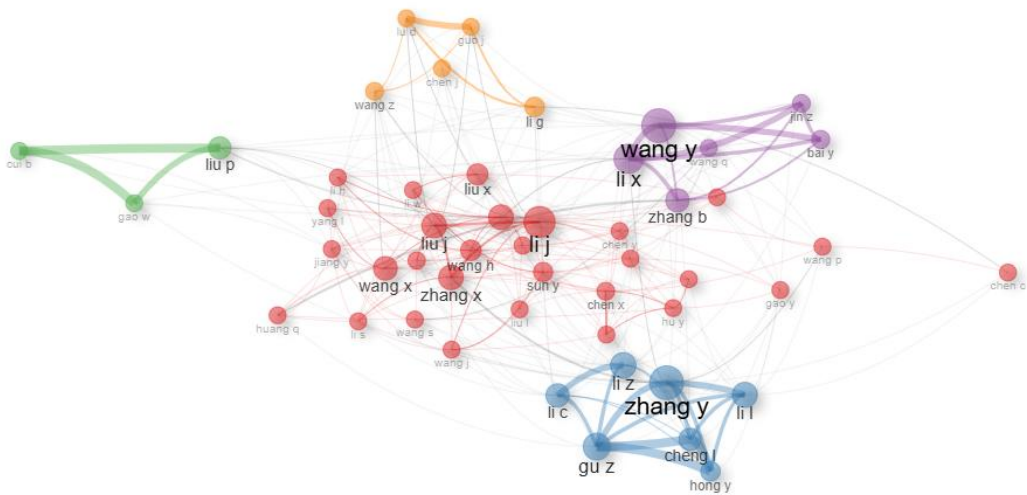 lu d
guo j
chen j
wang z
li g
jin z
wang y
bai y
wang q
cui b
liu p
li x
liu x
li h
li w
zhang b
gao w
yang l
liu j
li j
chen y
jiang y
wang h
wang p
wang x
zhang x
sun y
chen c
chen x
gao y
huang q
li s
wang s
liu l
hu y
wang j
li z
zhang y
li c
li l
cheng l
gu z
hong y